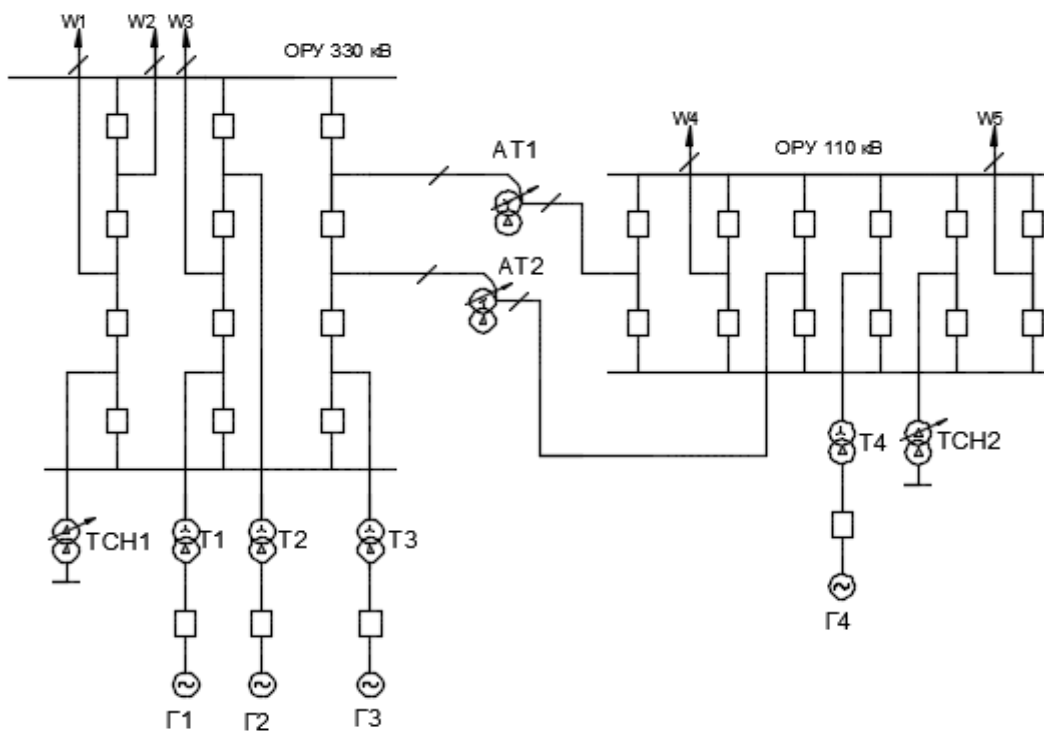 W1
W2
W3
ОРУ 330 кВ
W4
W5
ОРУ 110 кВ
АТ1
АТ2
ТСН1
Т1
Т2
Т3
Т4
ТСН2
Г4
Г1
Г2
Г3